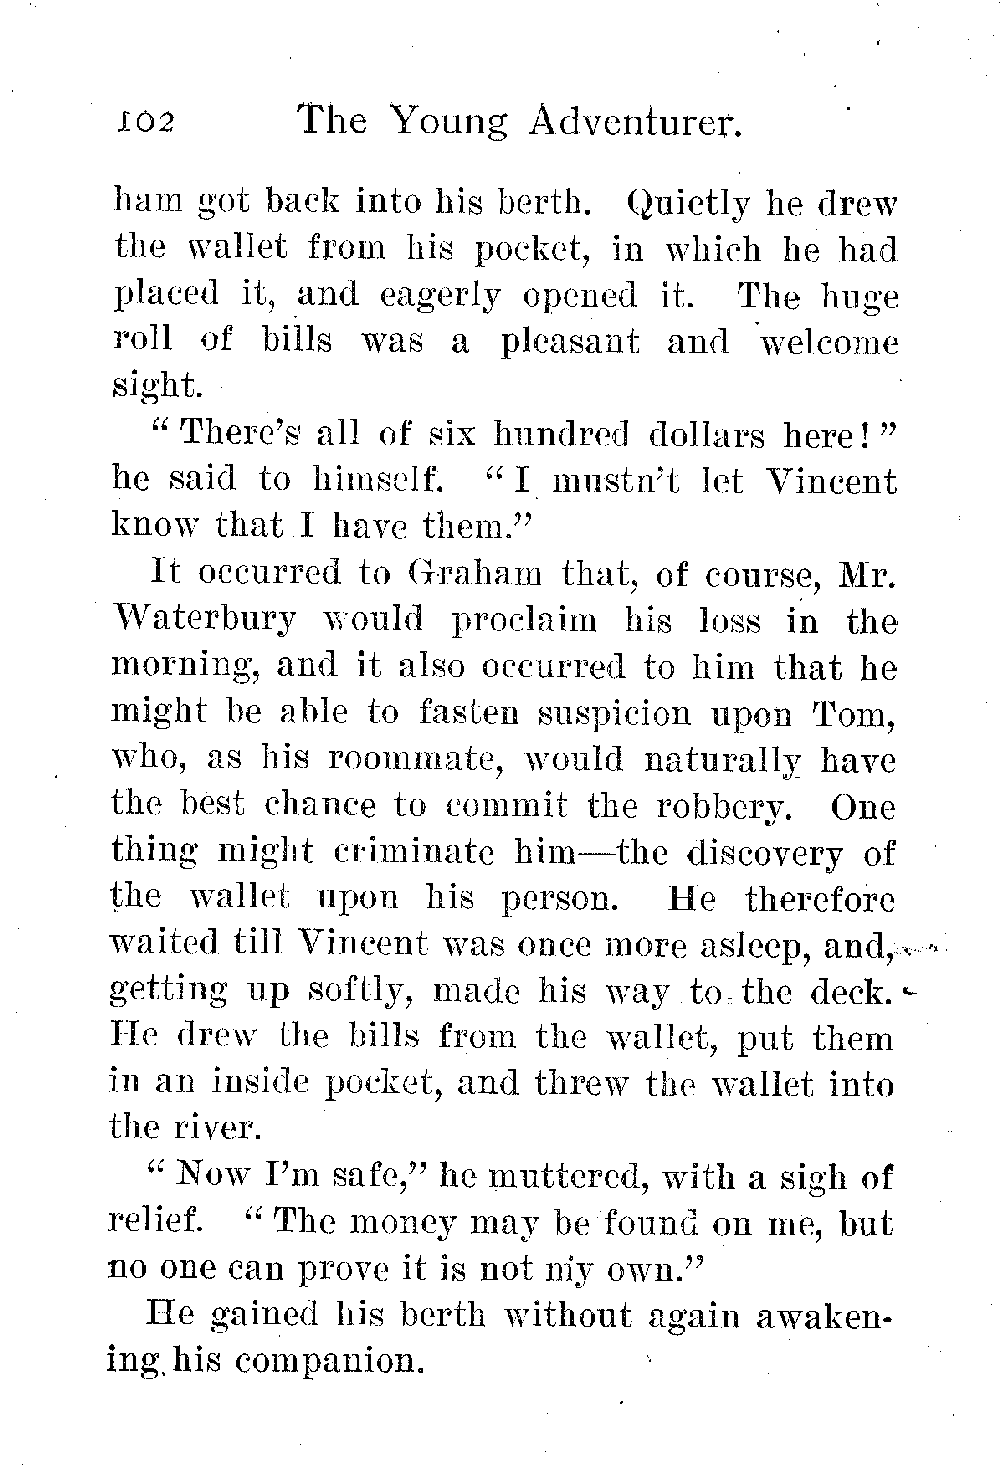 102 The Young Adventurer.
ham got back into his berth. Quietly he drew
the wallet from his pocket, in which he had
placed it, and eagerly opened it. The huge
roll of bills was a pleasant and welcome
sight.
“ There’s all of six hundred dollars here! ”
he said to himself. “ I mustn’t let Vincent
know that I have them.”
It occurred to Graham that, of course, Mr.
Waterbury would proclaim his loss in the
morning, and it also occurred to him that he
might be able to fasten suspicion upon Tom,
who, as his roommate, would naturally have
the best chance to commit the robbery. One
thing might criminate him—the discovery of
the wallet upon his person. He therefore
waited till Vincent was once more asleep, and,
getting up softly, made his way to the deck.
He drew the bills from the wallet, put them
in an inside pocket, and threw the wallet into
the river.
“ Now I’m safe,” he muttered, with a sigh of
relief. “ The money may be found on me, but
no one can prove it is not my own.”
He gained his berth without again awaken-
ing his companion.